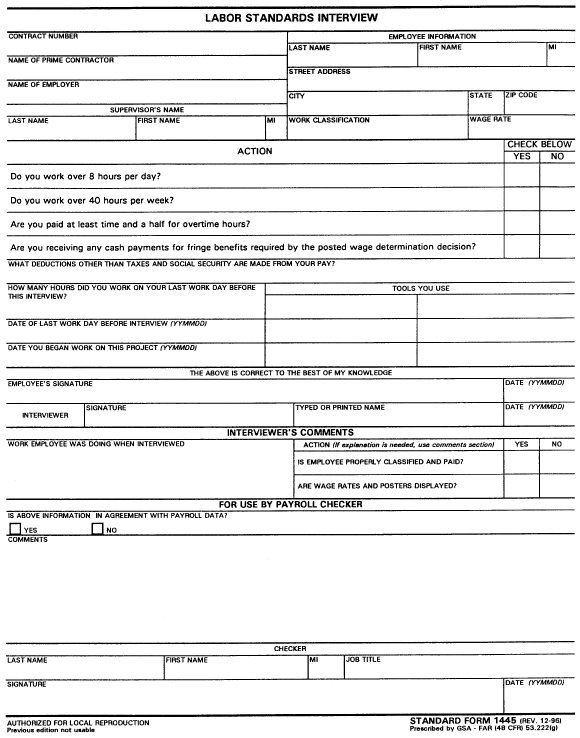 LABOR STANDARDS INTERVIEW
CONTRACT NUMBER
EMPLOYEE INFORMATION
LAST NAME
FIRST NAME
MI
NAME OF PRIME CONTRACTOR
STREET ADDRESS
NAME OF EMPLOYER
CITY
STATE
ZIP CODE
SUPERVISOR'S NAME
LAST NAME
FIRST NAME
MI
WORK CLASSIFICATION
WAGE RATE
ACTION
CHECK BELOW
YES
NO
Do you work over 8 hours per day?
Do you work over 40 hours per week?
Are you paid at least time and a half for overtime hours?
Are you receiving any cash payments for fringe benefits required by the posted wage determination decision?
WHAT DEDUCTIONS OTHER THAN TAXES AND SOCIAL SECURITY ARE MADE FROM YOUR PAY?
HOW MANY HOURS DID YOU WORK ON YOUR LAST WORK DAY BEFORE
THIS INTERVIEW?
TOOLS YOU USE
DATE OF LAST WORK DAY BEFORE INTERVIEW (YYMMDD)
DATE YOU BEGAN WORK ON THIS PROJECT (YYMMDD)
THE ABOVE IS CORRECT TO THE BEST OF MY KNOWLEDGE
EMPLOYEE'S SIGNATURE
DATE (YYMMDD)
INTERVIEWER
SIGNATURE
TYPED OR PRINTED NAME
DATE (YYMMDD)
INTERVIEWER'S COMMENTS
WORK EMPLOYEE WAS DOING WHEN INTERVIEWED
ACTION (If explanation is needed, use comments section)
YES
NO
IS EMPLOYEE PROPERLY CLASSIFIED AND PAID?
ARE WAGE RATES AND POSTERS DISPLAYED?
FOR USE BY PAYROLL CHECKER
IS ABOVE INFORMATION IN AGREEMENT WITH PAYROLL DATA?
YES
NO
COMMENTS
CHECKER
LAST NAME
FIRST NAME
MI
JOB TITLE
SIGNATURE
DATE (YYMMDD)
AUTHORIZED FOR LOCAL REPRODUCTION
Previous edition not usable
STANDARD FORM 1445 (REV. 12-96)
Prescribed by GSA - FAR (48 CFR) 53.222(g)